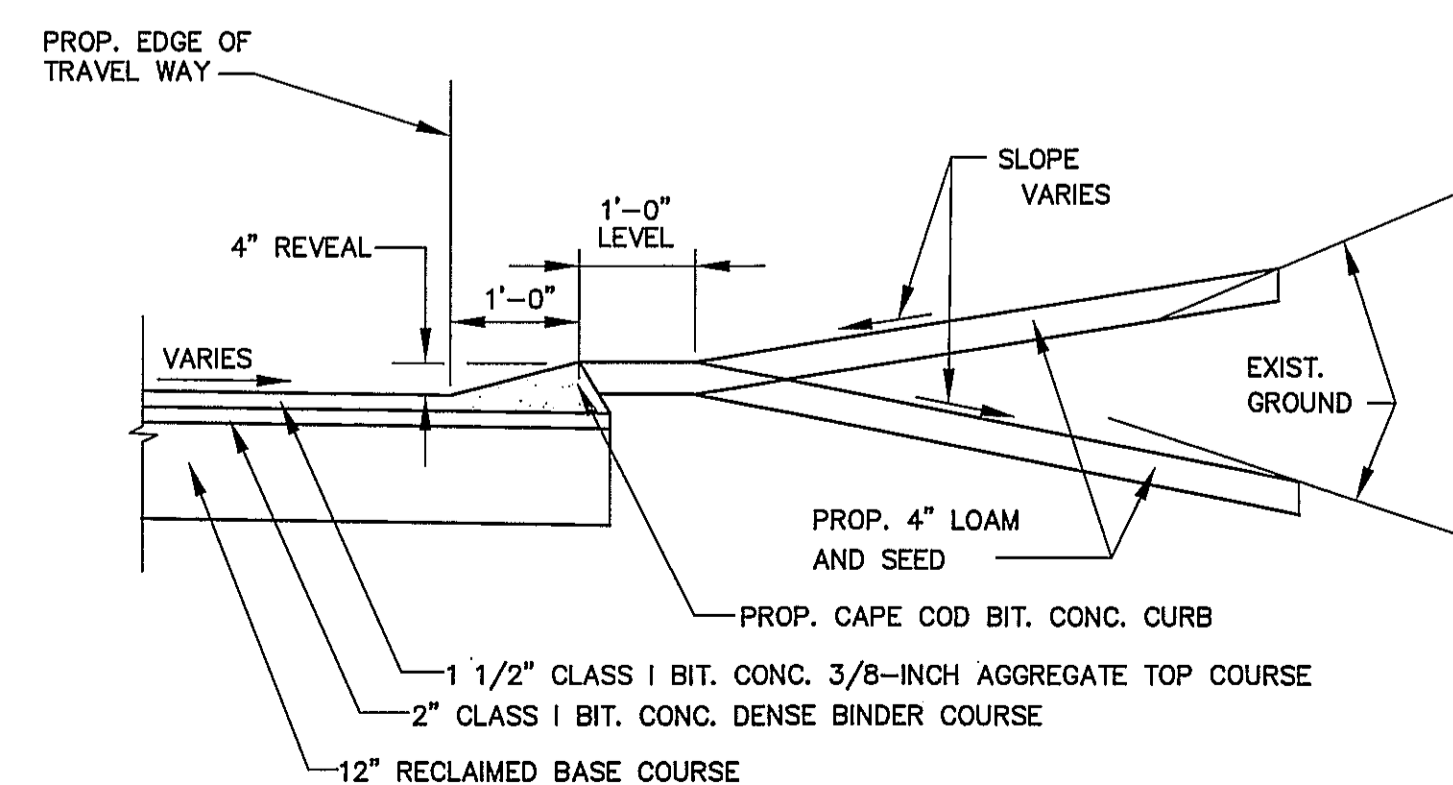 PROP. EDGE OF
TRAVEL WAY
SLOPE
VARIES
1'-0"
LEVEL
4" REVEAL
1'-0"
VARIES
EXIST.
GROUND
PROP. 4" LOAM
AND SEED
PROP. CAPE COD BIT. CONC. CURB
1 1/2" CLASS I BIT. CONC. 3/8-INCH AGGREGATE TOP COURSE
2" CLASS I BIT. CONC. DENSE BINDER COURSE
12" RECLAIMED BASE COURSE